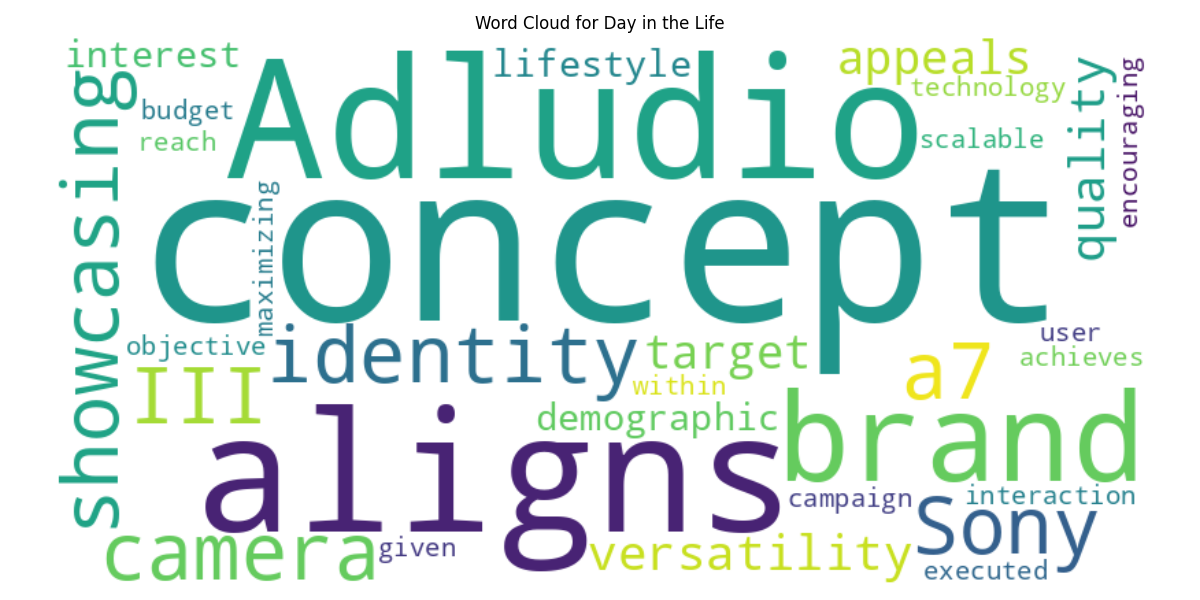 Word Cloud for Day in the Life
interest
lifestyle
appeals
Adludio
technology
budget
reach
scalable
showcasing
quality
encouraging
concept
maximizing
objective
identity
target
user
achieves
III
within
a7
demographic
brand
aligns
campaign
interaction
Sony
camera
given
versatility
executed